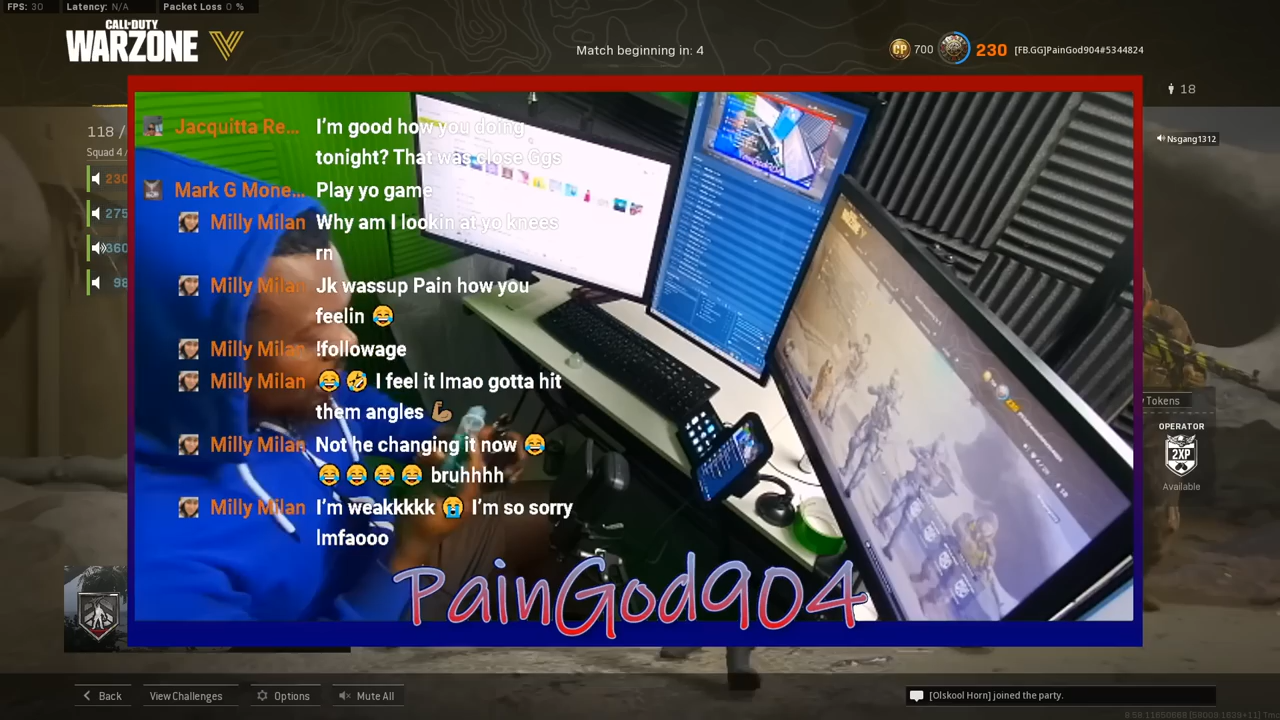 FPS: 30 Latency: N/A Packet Loss 0 %
CALL OF DUTY
WARZONE
Match beginning in: 4
CP 700 230 [FB.GG]PainGod904#5344824
18
118 /
Squad 4 /
Nsgang1312
230
275
360
98
Jacquitta Re... I'm good how you doing
tonight? That was close Ggs
Mark G Mone... Play yo game
Milly Milan Why am I lookin at yo knees
rn
Milly Milan Jk wassup Pain how you
feelin 😂
Milly Milan !followage
Milly Milan 😂 🤣 I feel it lmao gotta hit
them angles 💪🏽
Milly Milan Not he changing it now 😂
😂 😂 😂 😂 bruhhhh
Milly Milan I'm weakkkkk 😭 I'm so sorry
lmfaooo
PainGod904
Tokens
OPERATOR
2XP
Available
Back View Challenges Options Mute All
[Olskool Horn] joined the party.